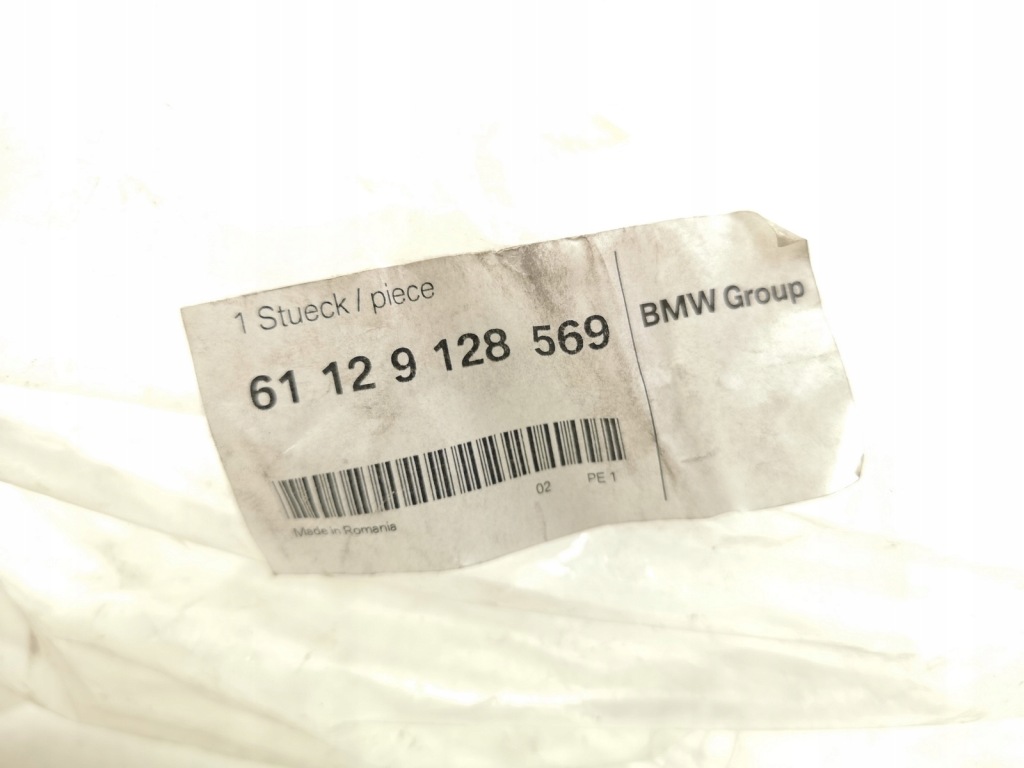 1 Stueck / piece
BMW Group
61 12 9 128 569
02 PE 1
Made in Romania